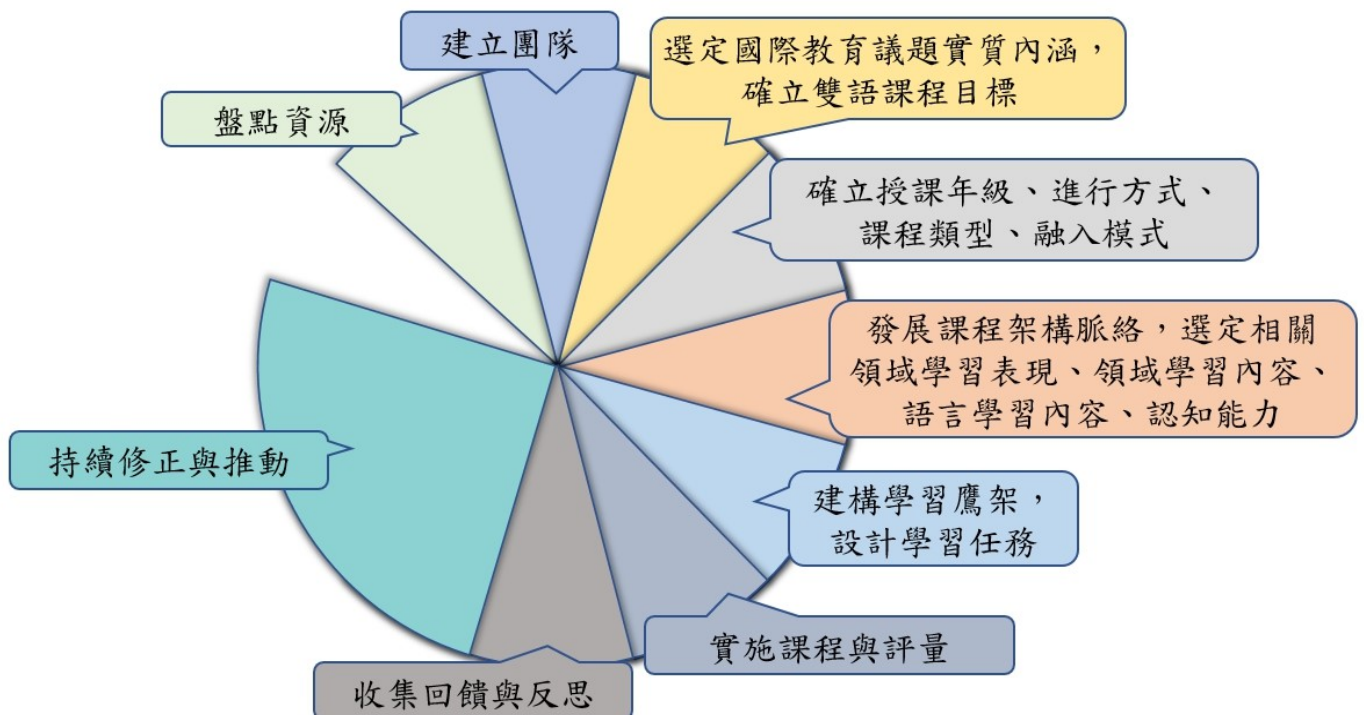 建立團隊
選定國際教育議題實質內涵，
確立雙語課程目標
盤點資源
確立授課年級、進行方式、
課程類型、融入模式
發展課程架構脈絡，選定相關
領域學習表現、領域學習內容、
語言學習內容、認知能力
持續修正與推動
建構學習鷹架，
設計學習任務
實施課程與評量
收集回饋與反思